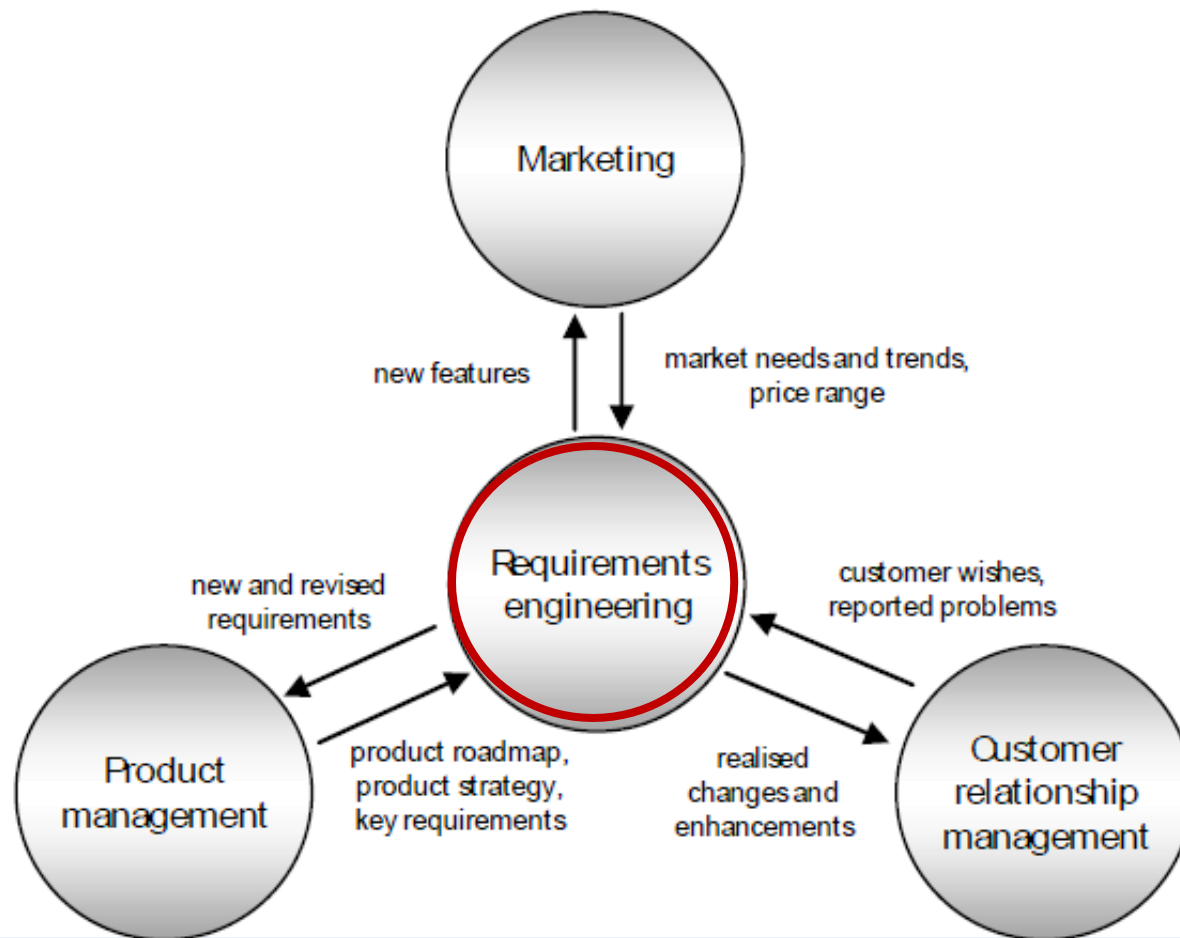 Marketing
new features
market needs and trends,
price range
Requirements
engineering
new and revised
requirements
customer wishes,
reported problems
Product
management
product roadmap,
product strategy,
key requirements
realised
changes and
enhancements
Customer
relationship
management